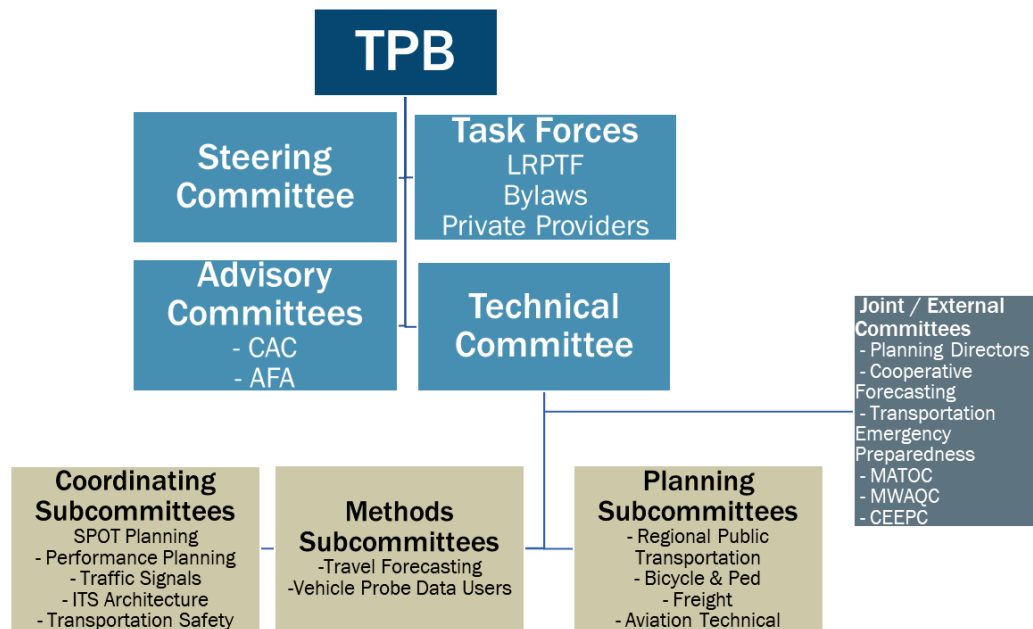 TPB
Steering
Committee
Task Forces
LRPTF
Bylaws
Private Providers
Advisory
Committees
- CAC
- AFA
Technical
Committee
Joint / External
Committees
- Planning Directors
- Cooperative
Forecasting
- Transportation
Emergency
Preparedness
- MATOC
- MWAQC
- CEEPC
Coordinating
Subcommittees
SPOT Planning
- Performance Planning
- Traffic Signals
- ITS Architecture
- Transportation Safety
Methods
Subcommittees
-Travel Forecasting
-Vehicle Probe Data Users
Planning
Subcommittees
- Regional Public
Transportation
- Bicycle & Ped
- Freight
- Aviation Technical